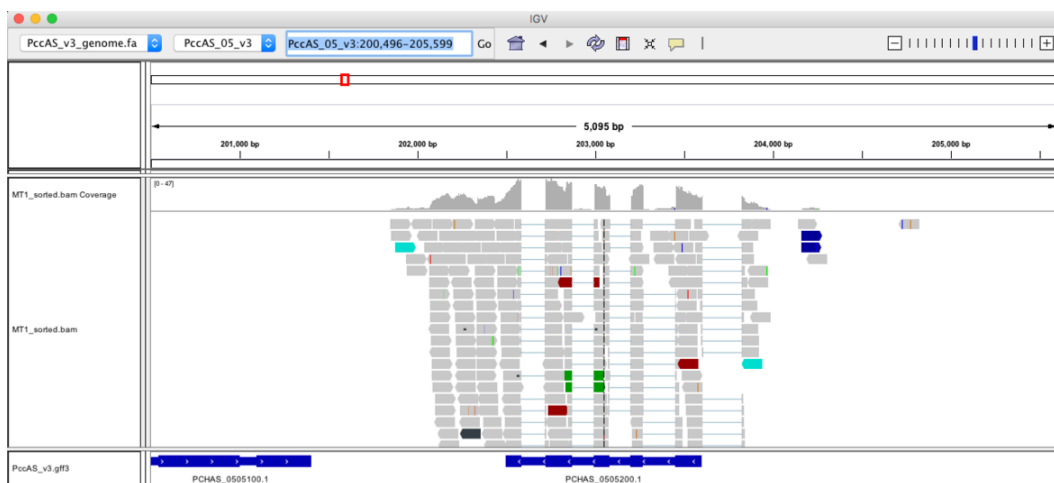 IGV
PccAS_v3_genome.fa PccAS_05_v3 PccAS_05_v3:200,496-205,599 Go
5,095 bp
201,000 bp 202,000 bp 203,000 bp 204,000 bp 205,000 bp
MT1_sorted.bam Coverage
[0 - 47]
MT1_sorted.bam
PccAS_v3.gff3
PCHAS_0505100.1 PCHAS_0505200.1